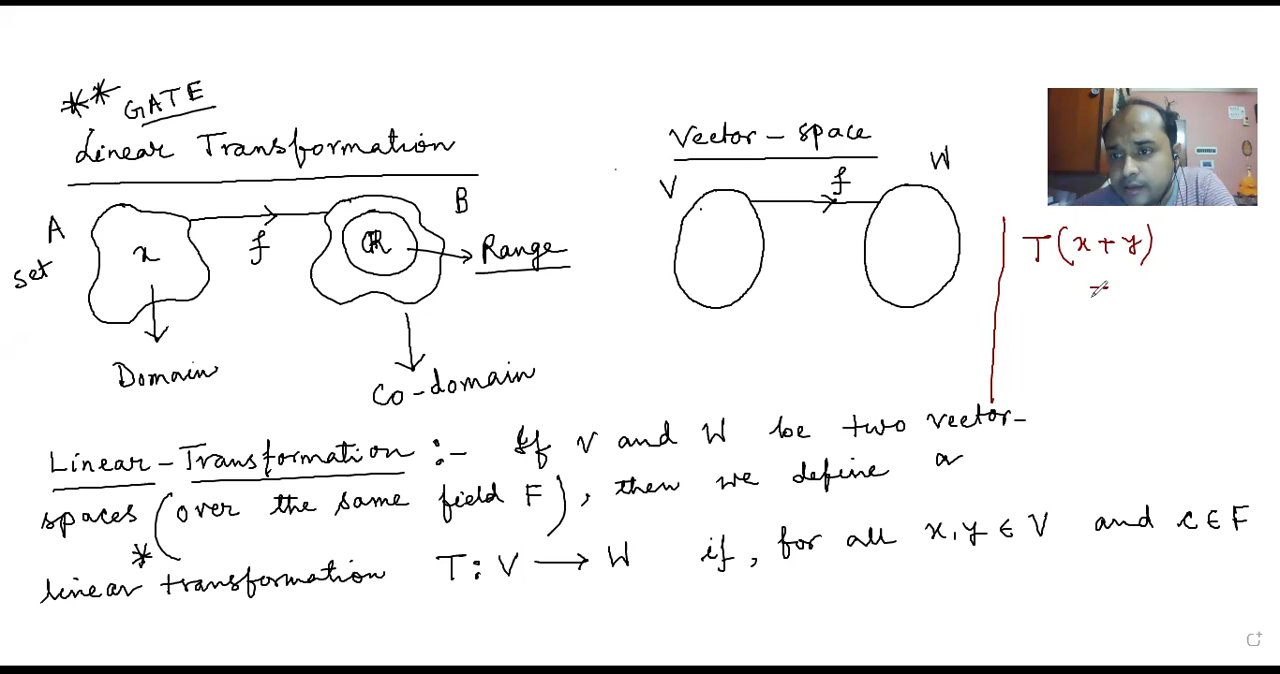 ** GATE
Linear Transformation
A
set
x
f
B
R
Range
Domain
Co-domain
Vector-space
V
f
W
T(x+y)
=
Linear-Transformation :- If V and W be two vector-
spaces (over the same field F), then we define a
* linear transformation T: V → W if, for all x, y ∈ V and c ∈ F